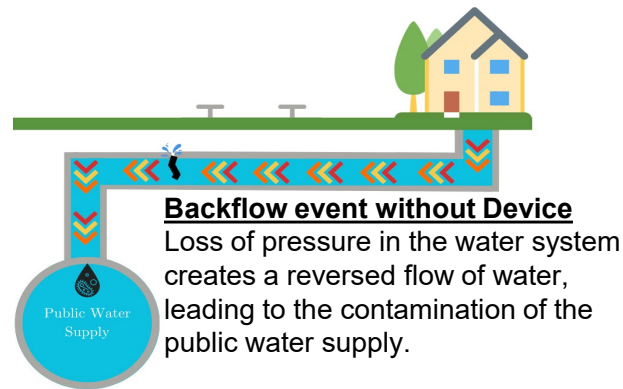 Backflow event without Device
Loss of pressure in the water system
creates a reversed flow of water,
leading to the contamination of the
public water supply.
Public Water
Supply